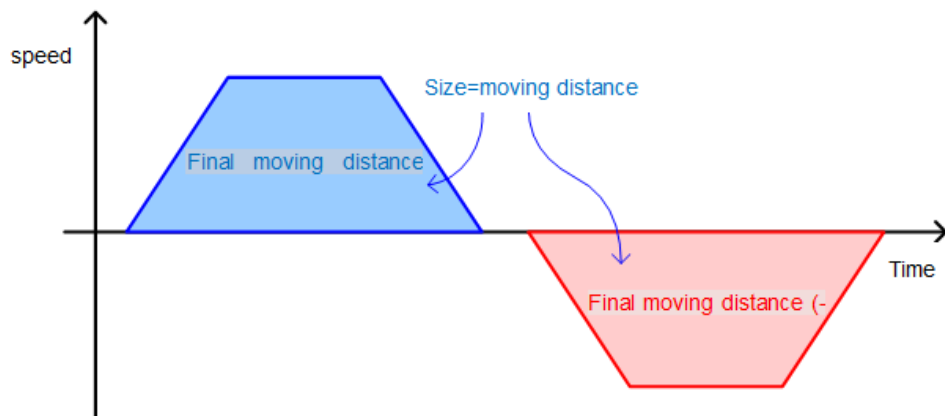 speed
Size=moving distance
Final moving distance
Time
Final moving distance (-